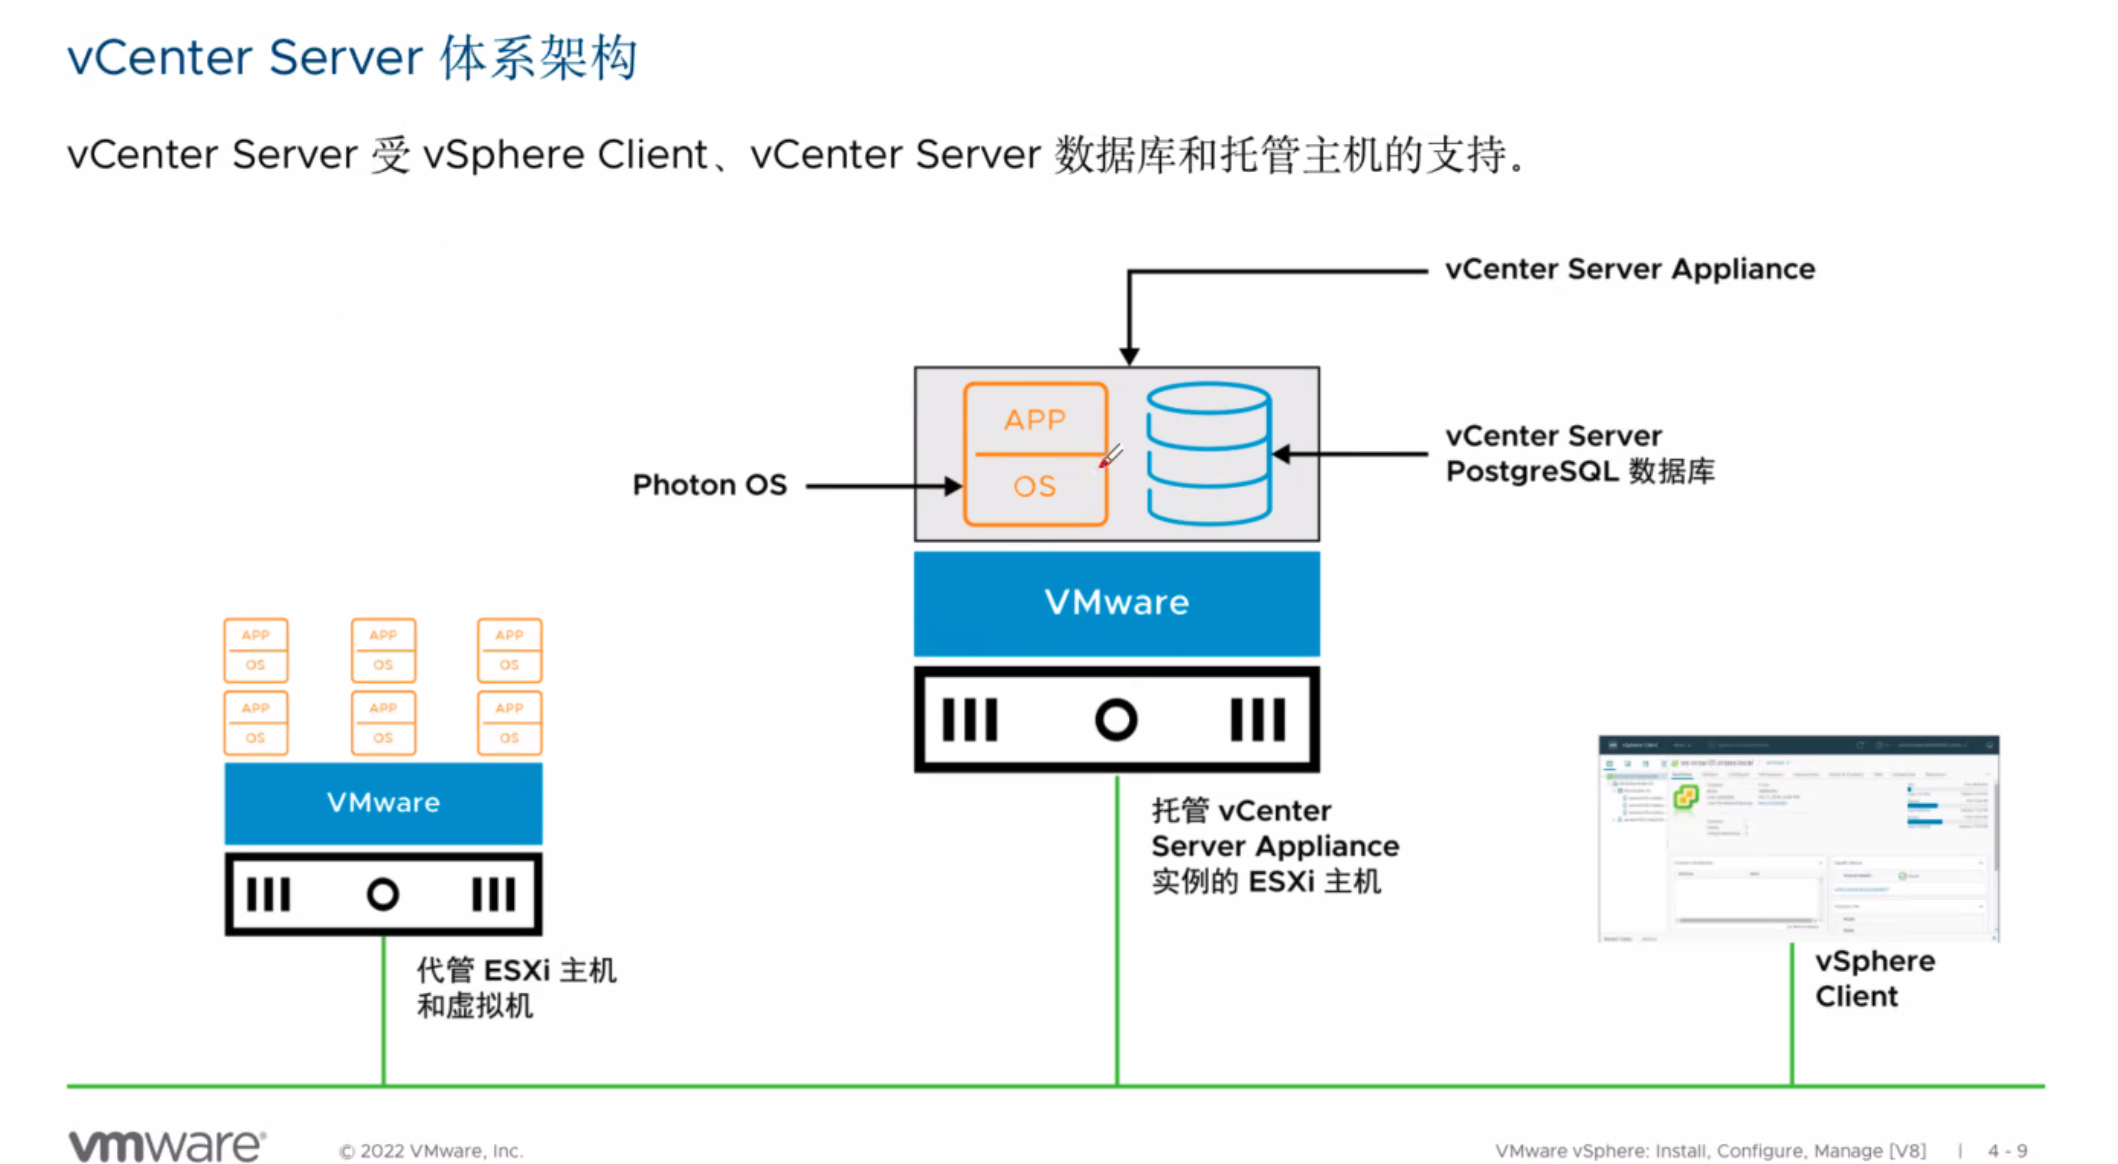 vCenter Server 体系架构
vCenter Server 受 vSphere Client、vCenter Server 数据库和托管主机的支持。
vCenter Server Appliance
APP
OS
Photon OS
vCenter Server
PostgreSQL 数据库
VMware
托管 vCenter
Server Appliance
实例的 ESXi 主机
APP
OS
APP
OS
APP
OS
APP
OS
APP
OS
APP
OS
VMware
代管 ESXi 主机
和虚拟机
vSphere
Client
vmware®
© 2022 VMware, Inc.
VMware vSphere: Install, Configure, Manage [V8] | 4 - 9